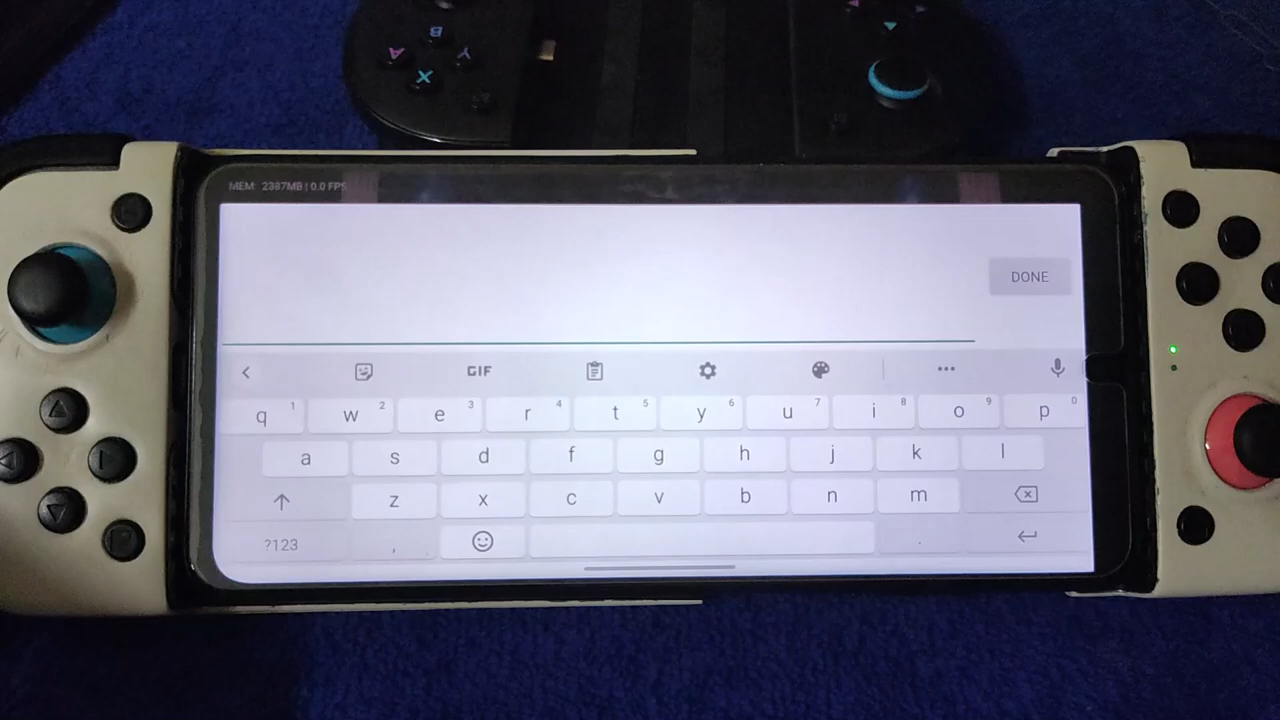 B
A Y
X
MEM: 2387MB | 0.0 FPS
DONE
GIF
q 1 w 2 e 3 r 4 t 5 y 6 u 7 i 8 o 9 p 0
a s d f g h j k l
z x c v b n m
?123 , .